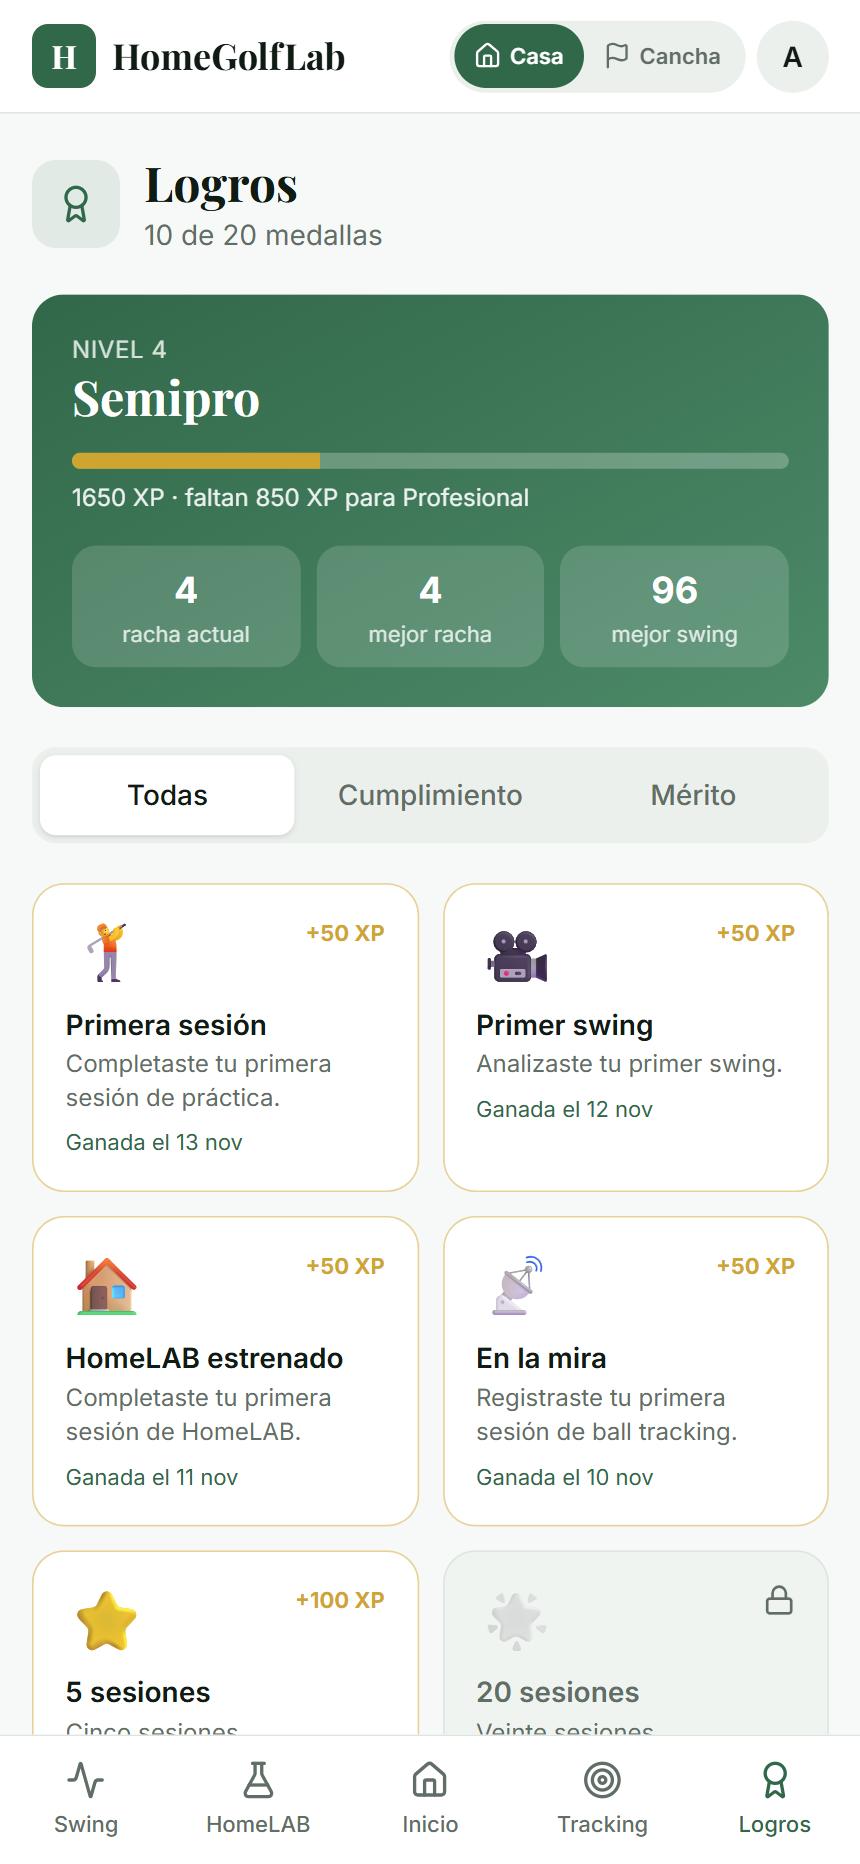 H HomeGolfLab Casa Cancha A
Logros
10 de 20 medallas
NIVEL 4
Semipro
1650 XP · faltan 850 XP para Profesional
4 4 96
racha actual mejor racha mejor swing
Todas Cumplimiento Mérito
+50 XP
Primera sesión
Completaste tu primera
sesión de práctica.
Ganada el 13 nov
+50 XP
Primer swing
Analizaste tu primer swing.
Ganada el 12 nov
+50 XP
HomeLAB estrenado
Completaste tu primera
sesión de HomeLAB.
Ganada el 11 nov
+50 XP
En la mira
Registraste tu primera
sesión de ball tracking.
Ganada el 10 nov
+100 XP
5 sesiones
Cinco sesiones
20 sesiones
Veinte sesiones
Swing HomeLAB Inicio Tracking Logros